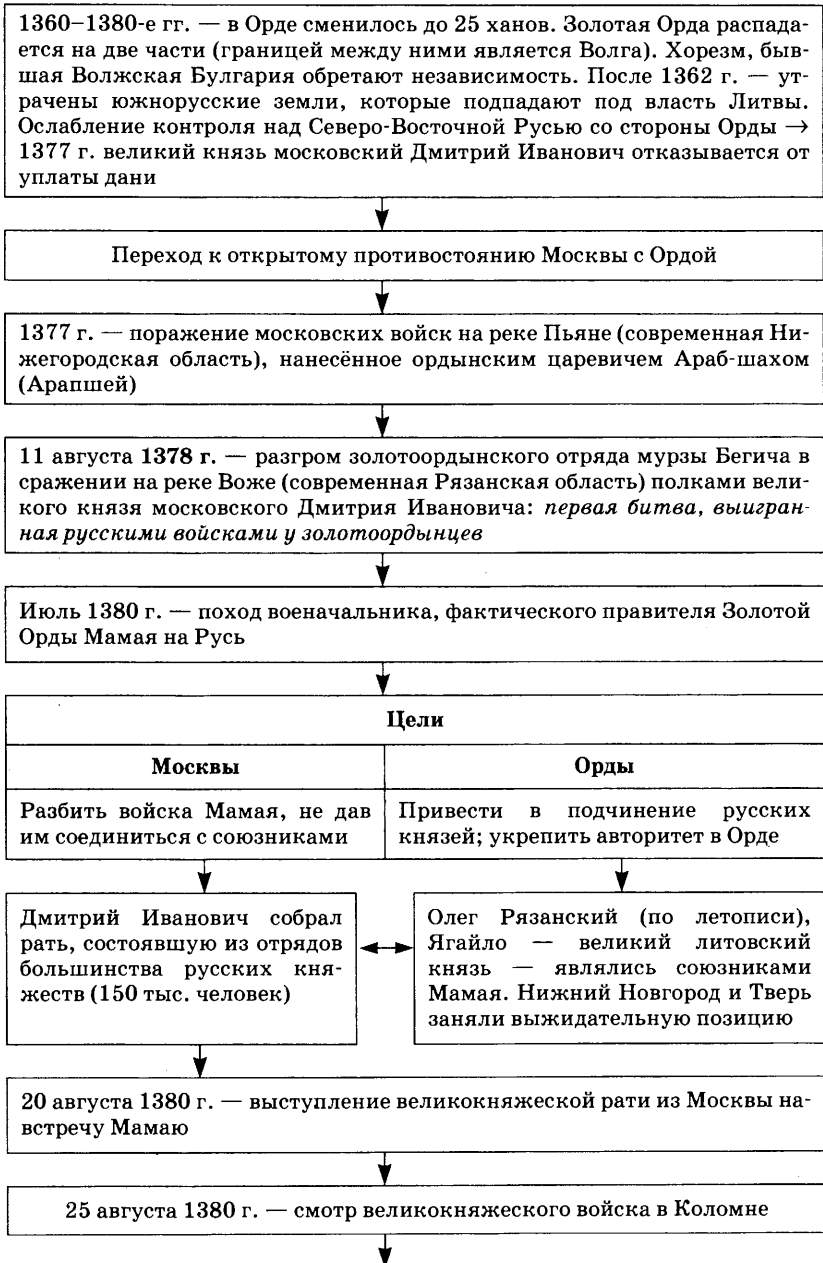 1360–1380-е гг. — в Орде сменилось до 25 ханов. Золотая Орда распада-
ется на две части (границей между ними является Волга). Хорезм, быв-
шая Волжская Булгария обретают независимость. После 1362 г. — ут-
рачены южнорусские земли, которые подпадают под власть Литвы.
Ослабление контроля над Северо-Восточной Русью со стороны Орды →
1377 г. великий князь московский Дмитрий Иванович отказывается от
уплаты дани
Переход к открытому противостоянию Москвы с Ордой
1377 г. — поражение московских войск на реке Пьяне (современная Ни-
жегородская область), нанесённое ордынским царевичем Араб-шахом
(Арапшей)
11 августа 1378 г. — разгром золотоордынского отряда мурзы Бегича в
сражении на реке Воже (современная Рязанская область) полками вели-
кого князя московского Дмитрия Ивановича: первая битва, выигран-
ная русскими войсками у золотоордынцев
Июль 1380 г. — поход военачальника, фактического правителя Золотой
Орды Мамая на Русь
Цели
Москвы
Орды
Разбить войска Мамая, не дав
им соединиться с союзниками
Привести в подчинение русских
князей; укрепить авторитет в Орде
Дмитрий Иванович собрал
рать, состоявшую из отрядов
большинства русских кня-
жеств (150 тыс. человек)
Олег Рязанский (по летописи),
Ягайло — великий литовский
князь — являлись союзниками
Мамая. Нижний Новгород и Тверь
заняли выжидательную позицию
20 августа 1380 г. — выступление великокняжеской рати из Москвы на-
встречу Мамаю
25 августа 1380 г. — смотр великокняжеского войска в Коломне